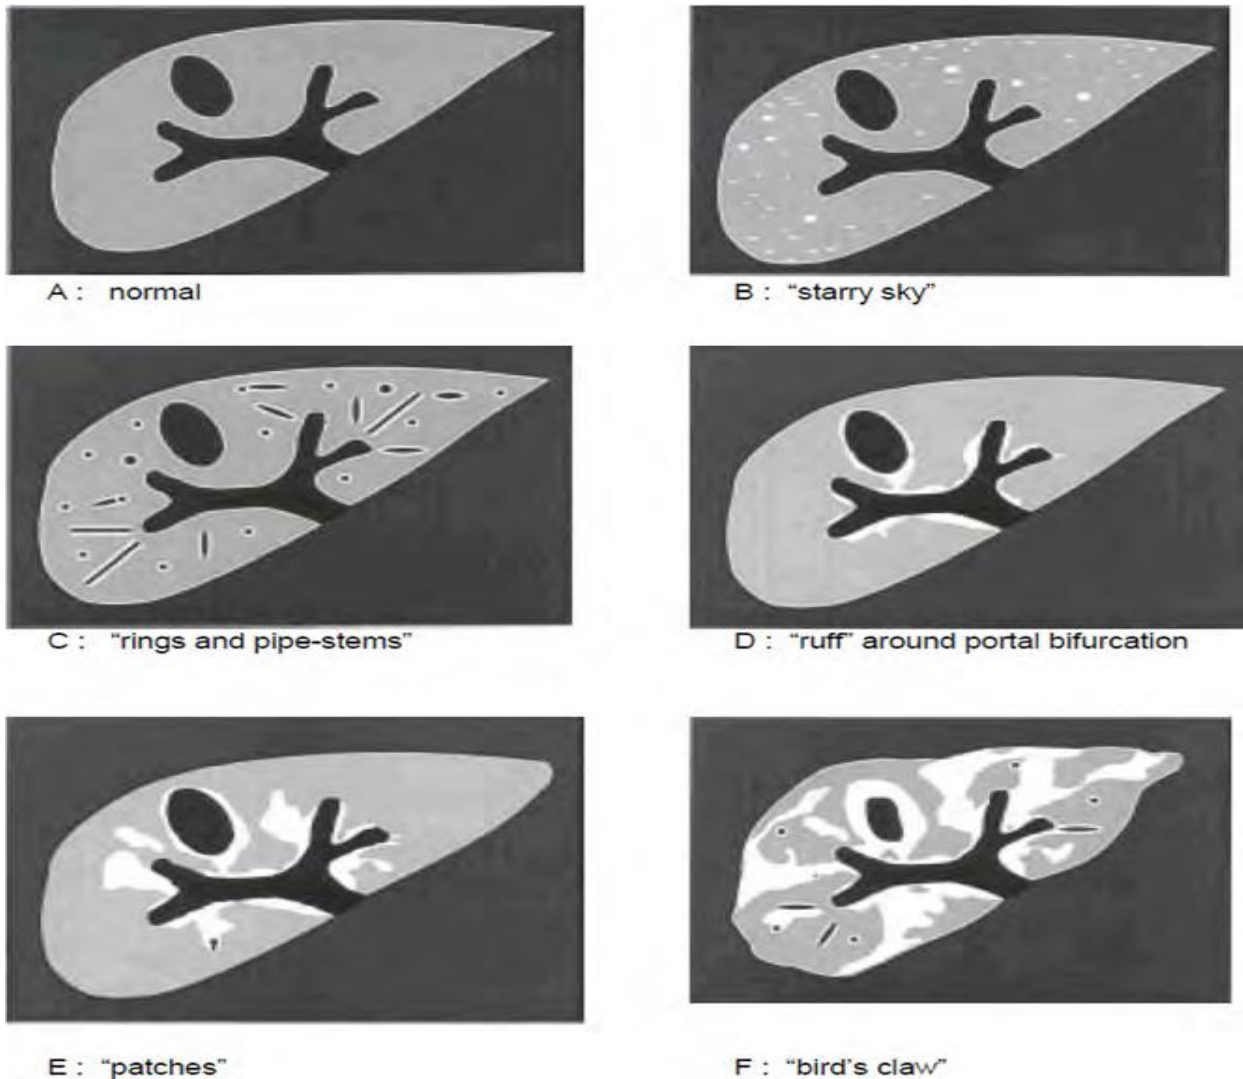 A :   normal
B :  “starry sky”
C :  “rings and pipe-stems”
D :  “ruff” around portal bifurcation
E :  “patches”
F :  “bird’s claw”